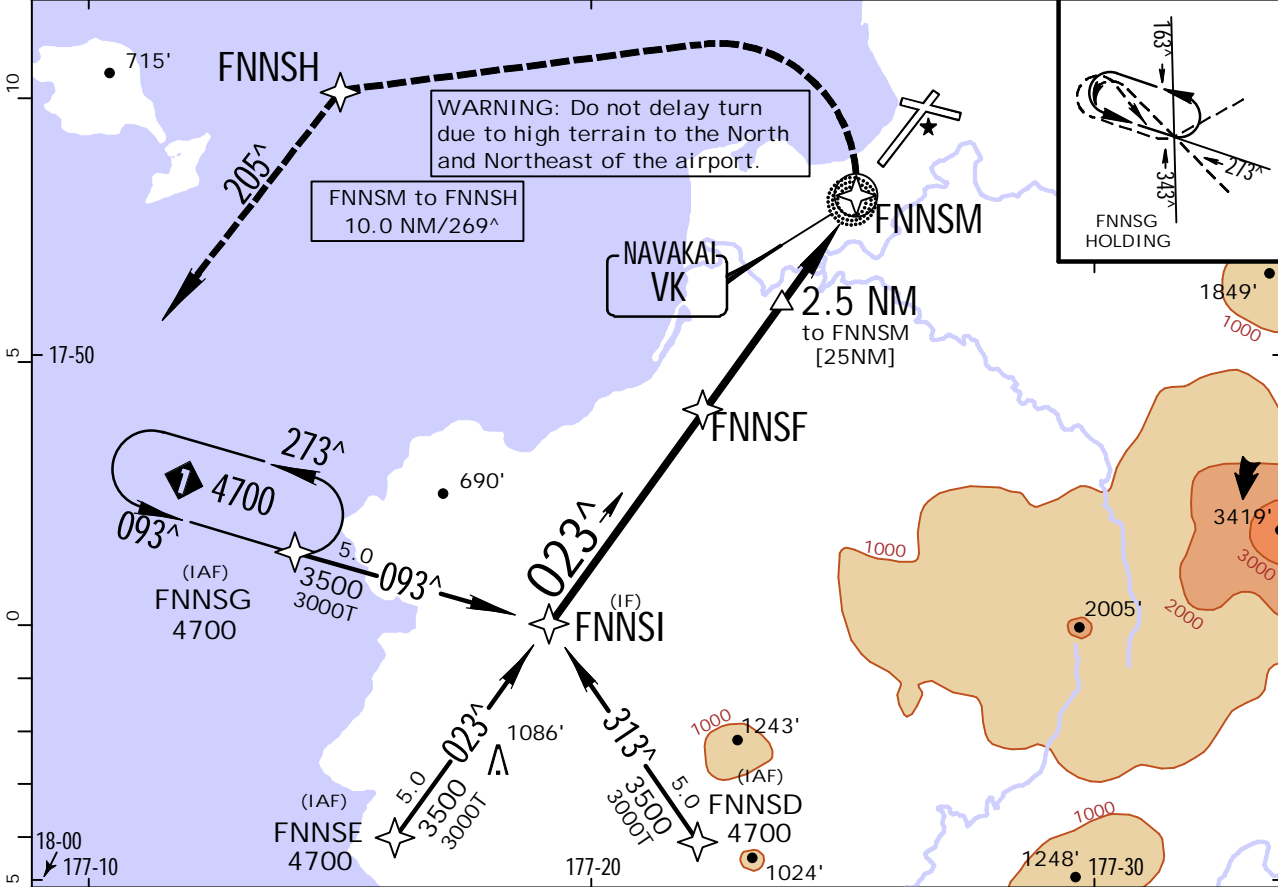 715'
FNNSH
10
WARNING: Do not delay turn
due to high terrain to the North
and Northeast of the airport.
205^
FNNSM to FNNSH
10.0 NM/269^
163^
273^
343^
FNNSG
HOLDING
FNNSM
NAVAKAI
VK
2.5 NM
to FNNSM
[25NM]
1849'
1000
5
17-50
FNNSF
273^
1 4700
093^
690'
3419'
3000
2000
1000
(IAF)
FNNSG
4700
5.0
3500
3000T
093^
023^
(IF)
FNNSI
0
2005'
023^
5.0
3500
3000T
1086'
313^
5.0
3500
3000T
1000
1243'
(IAF)
FNNSE
4700
(IAF)
FNNSD
4700
1024'
1000
1248'
18-00
177-10
177-20
177-30
5